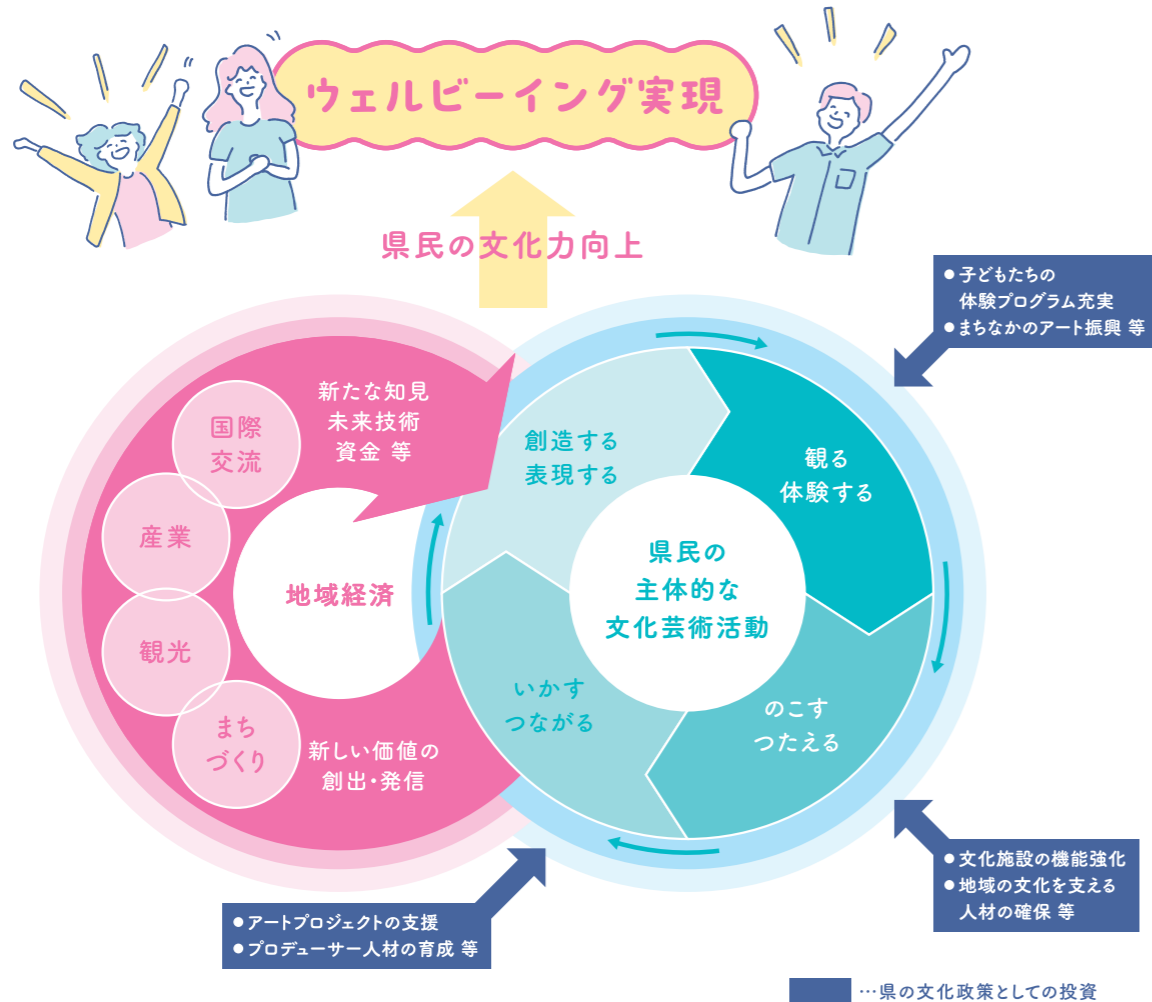 ウェルビーイング実現
県民の文化力向上
●子どもたちの
体験プログラム充実
●まちなかのアート振興 等
新たな知見
未来技術
資金 等
国際
交流
産業
観光
まち
づくり
地域経済
新しい価値の
創出・発信
創造する
表現する
観る
体験する
県民の
主体的な
文化芸術活動
いかす
つながる
のこす
つたえる
●文化施設の機能強化
●地域の文化を支える
人材の確保 等
●アートプロジェクトの支援
●プロデューサー人材の育成 等
…県の文化政策としての投資